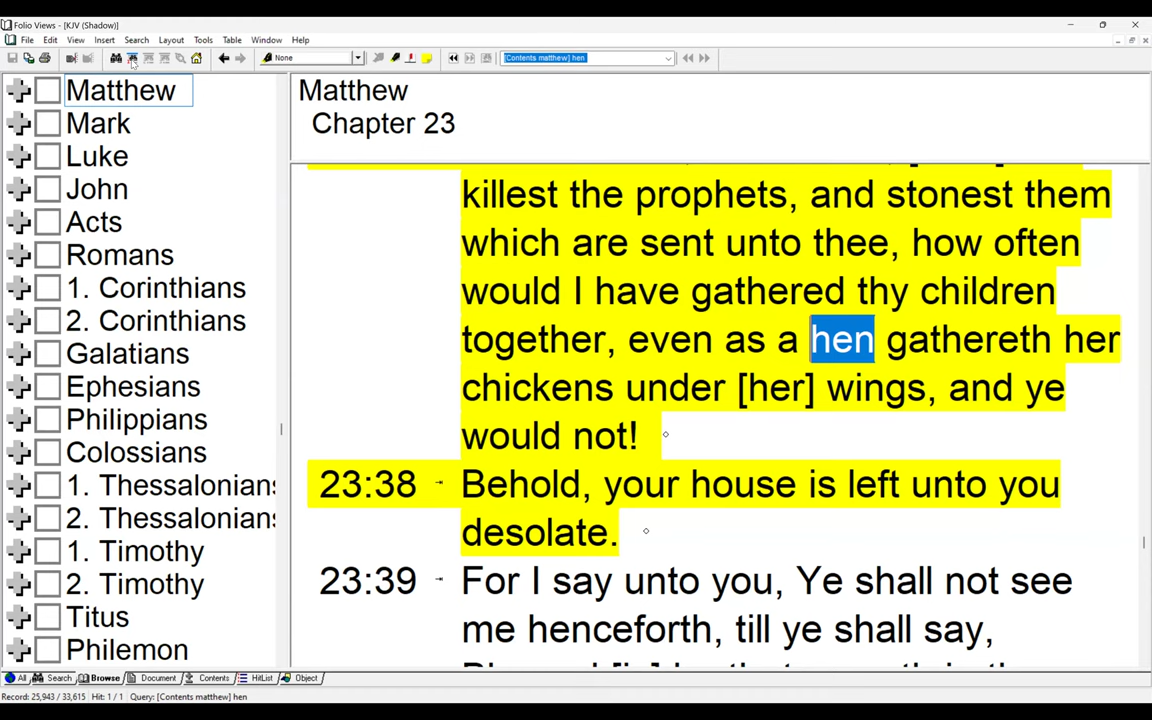 Folio Views - [KJV (Shadow)]
File Edit View Insert Search Layout Tools Table Window Help
None
[Contents matthew] hen
Matthew
Mark
Luke
John
Acts
Romans
1. Corinthians
2. Corinthians
Galatians
Ephesians
Philippians
Colossians
1. Thessalonians
2. Thessalonians
1. Timothy
2. Timothy
Titus
Philemon
Matthew
Chapter 23
killest the prophets, and stonest them
which are sent unto thee, how often
would I have gathered thy children
together, even as a hen gathereth her
chickens under [her] wings, and ye
would not!
23:38 Behold, your house is left unto you
desolate.
23:39 For I say unto you, Ye shall not see
me henceforth, till ye shall say,
All Search Browse Document Contents HitList Object
Record: 25,943 / 33,615 Hit: 1 / 1 Query: [Contents matthew] hen